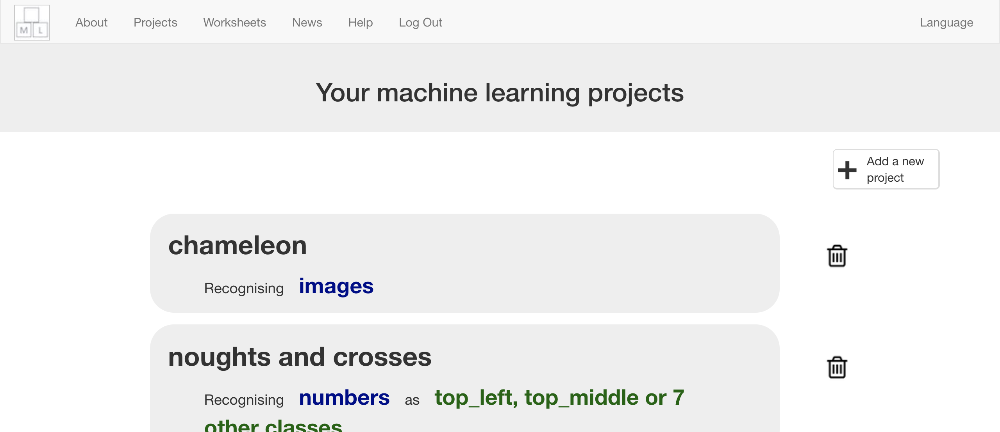 M L
About Projects Worksheets News Help Log Out Language
Your machine learning projects
Add a new
project
chameleon
Recognising images
noughts and crosses
Recognising numbers as top_left, top_middle or 7
other classes